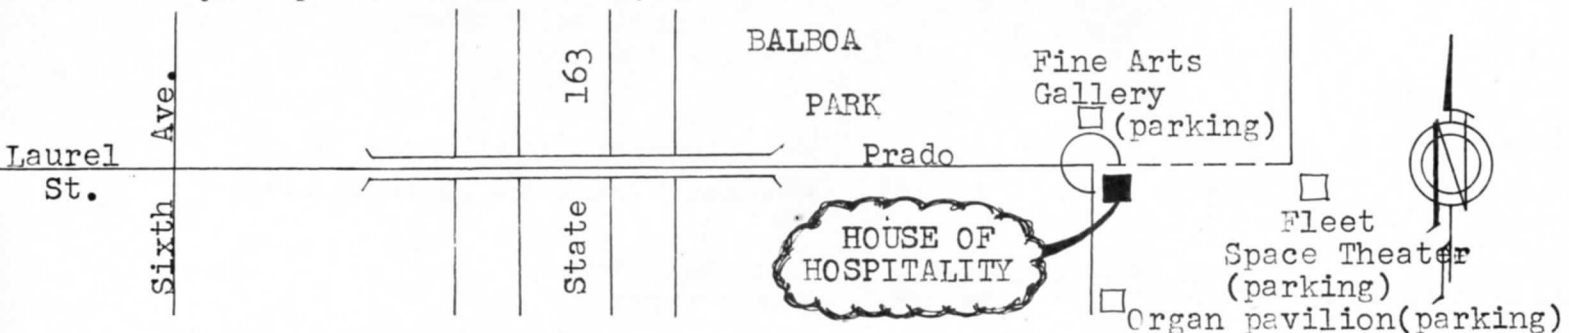 BALBOA
PARK
Fine Arts
Gallery
(parking)
Laurel
St.
Sixth Ave.
State 163
Prado
HOUSE OF
HOSPITALITY
Fleet
Space Theater
(parking)
Organ pavilion(parking)
N